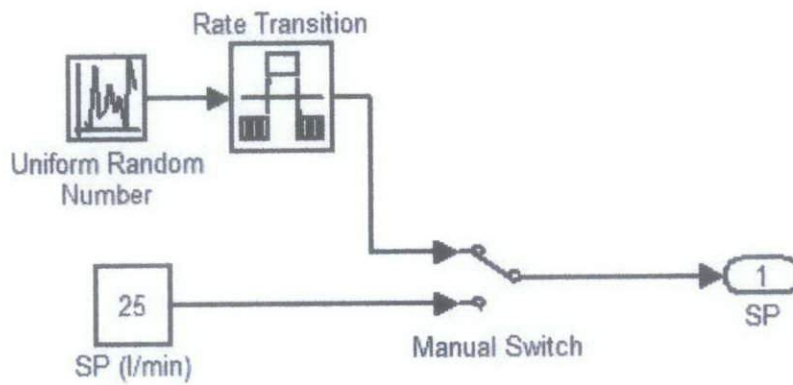 Rate Transition
Uniform Random
Number
25
SP (l/min)
Manual Switch
1
SP